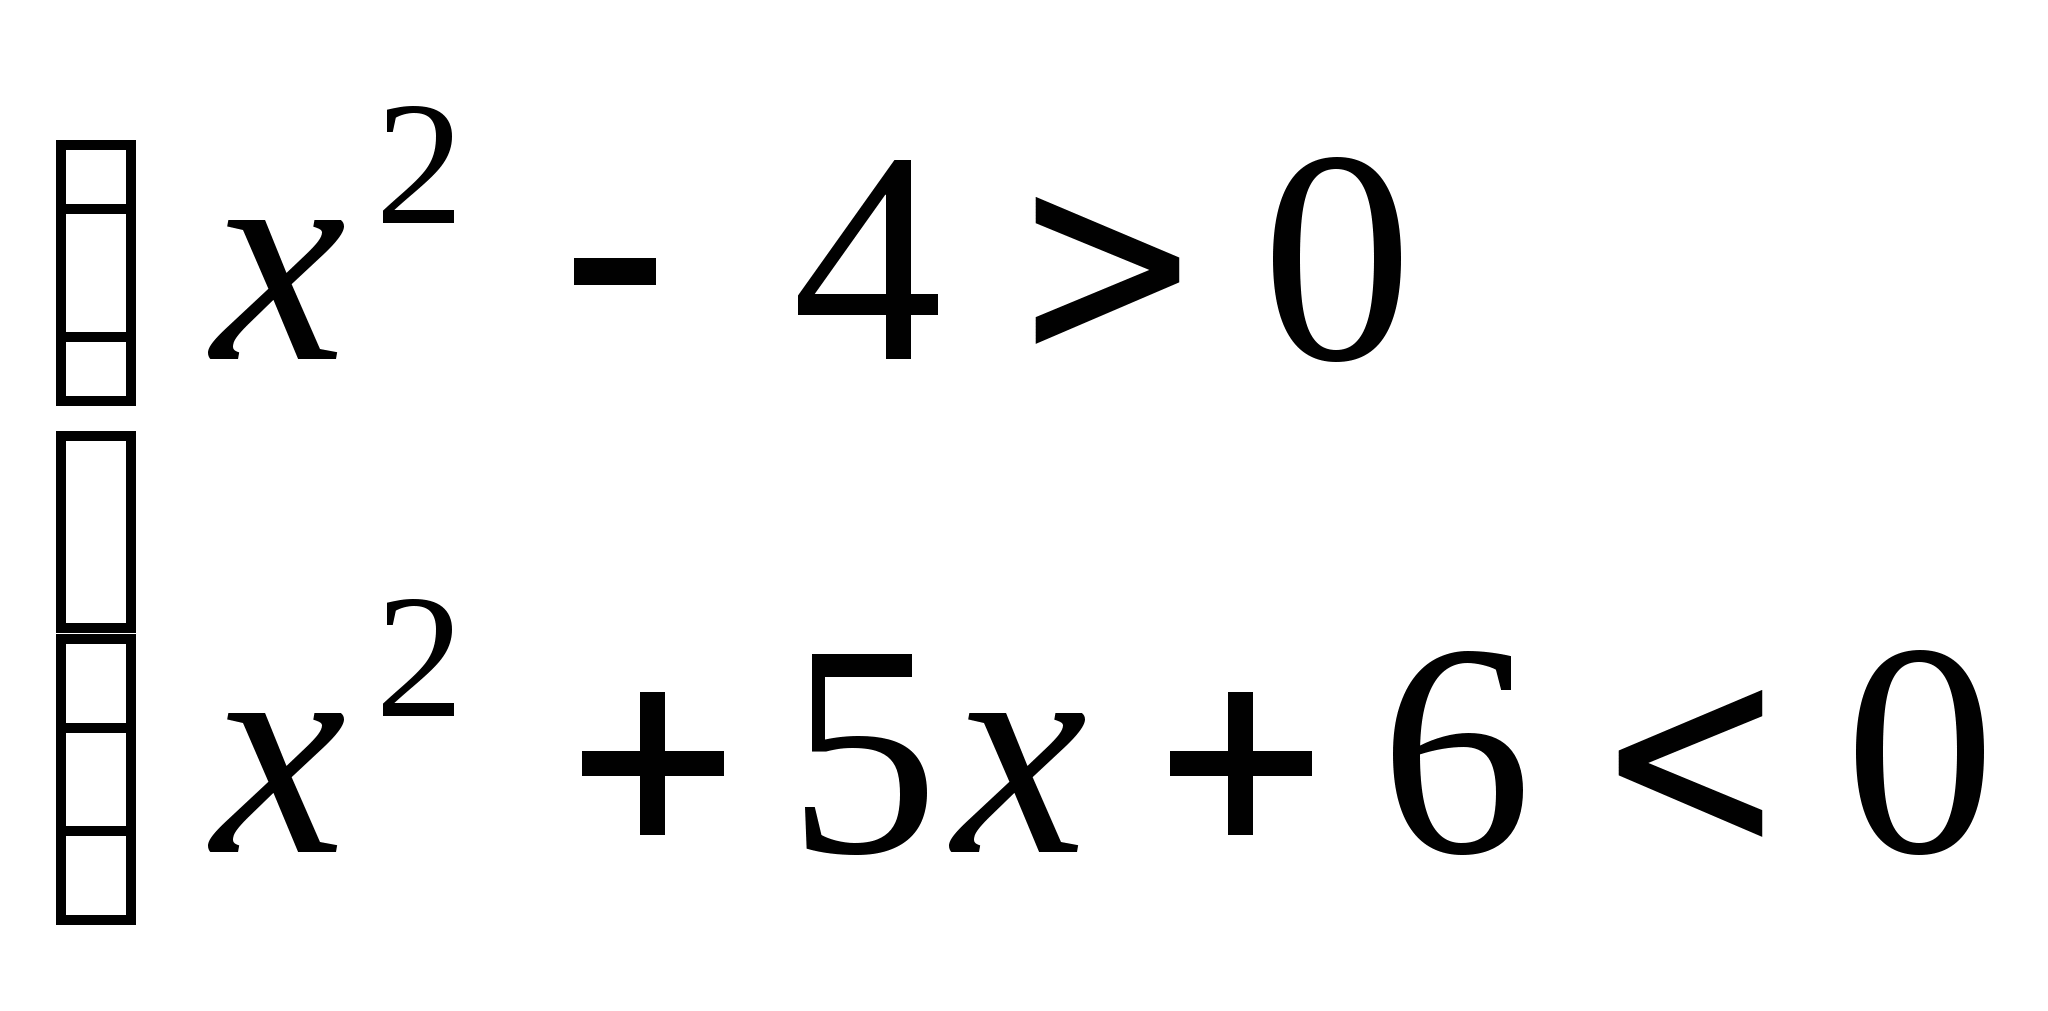 x² - 4 > 0
x² + 5x + 6 < 0